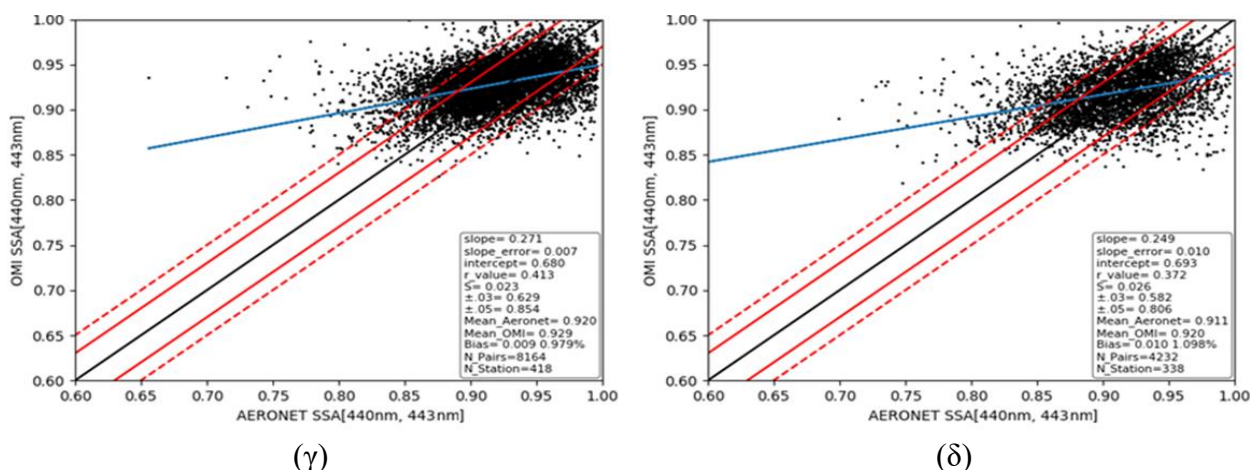 1.00
0.95
0.90
0.85
0.80
0.75
0.70
0.65
0.60
OMI SSA[440nm, 443nm]
slope= 0.271
slope_error= 0.007
intercept= 0.680
r_value= 0.413
S= 0.023
±.03= 0.629
±.05= 0.854
Mean_Aeronet= 0.920
Mean_OMI= 0.929
Bias= 0.009 0.979%
N_Pairs=8164
N_Station=418
0.60 0.65 0.70 0.75 0.80 0.85 0.90 0.95 1.00
AERONET SSA[440nm, 443nm]
(γ)
1.00
0.95
0.90
0.85
0.80
0.75
0.70
0.65
0.60
OMI SSA[440nm, 443nm]
slope= 0.249
slope_error= 0.010
intercept= 0.693
r_value= 0.372
S= 0.026
±.03= 0.582
±.05= 0.806
Mean_Aeronet= 0.911
Mean_OMI= 0.920
Bias= 0.010 1.098%
N_Pairs=4232
N_Station=338
0.60 0.65 0.70 0.75 0.80 0.85 0.90 0.95 1.00
AERONET SSA[440nm, 443nm]
(δ)